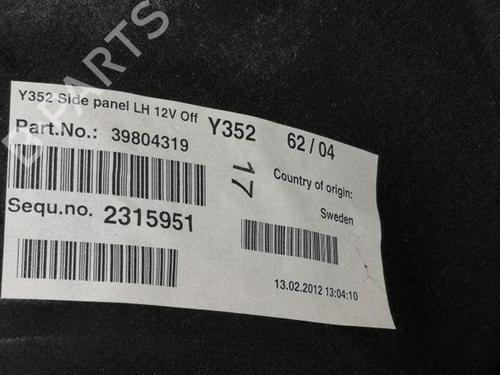 B PARTS
Y352 Side panel LH 12V Off
Y352
62 / 04
Part.No.: 39804319
17
Country of origin:
Sweden
Sequ.no. 2315951
13.02.2012 13:04:10